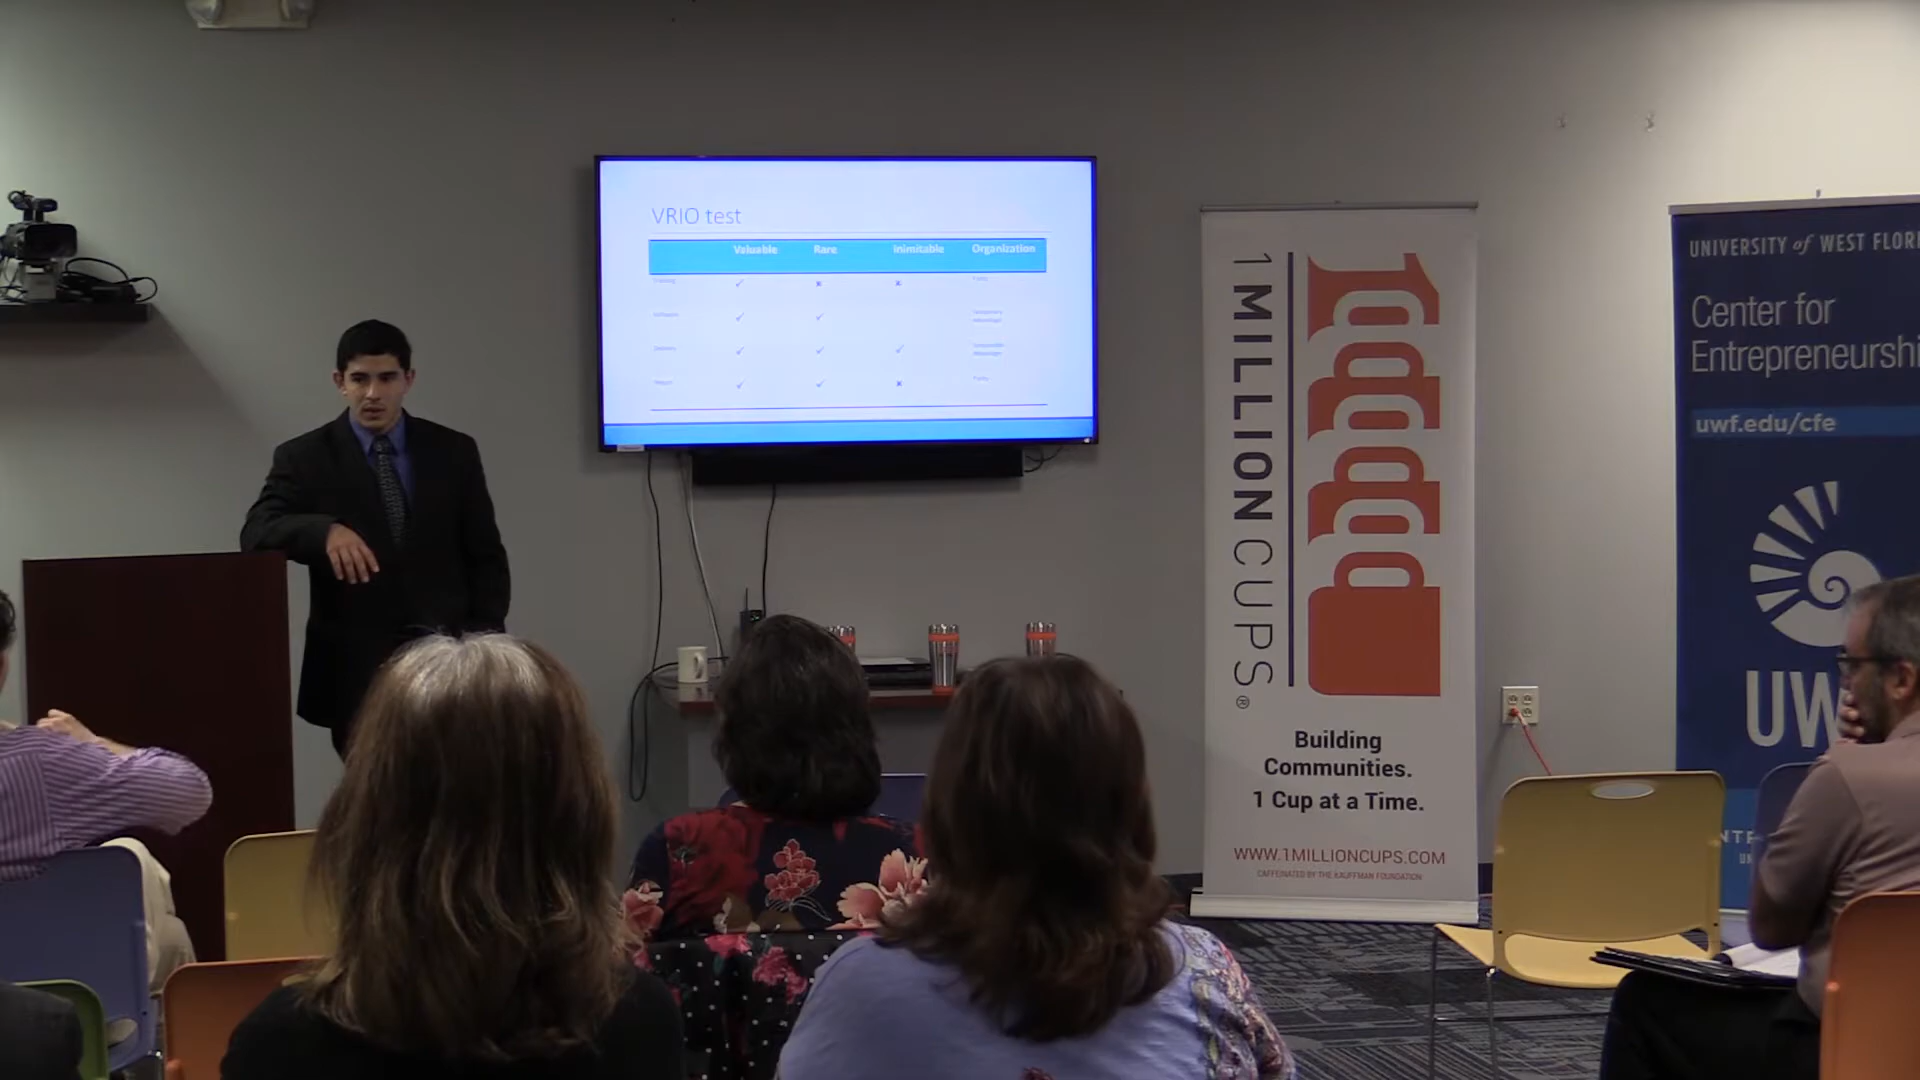 VRIO test
Valuable Rare Inimitable Organization
1 MILLION CUPS ®
Building
Communities.
1 Cup at a Time.
WWW.1MILLIONCUPS.COM
CAFFEINATED BY THE KAUFFMAN FOUNDATION
UNIVERSITY of WEST FLORI
Center for
Entrepreneurshi
uwf.edu/cfe
UW